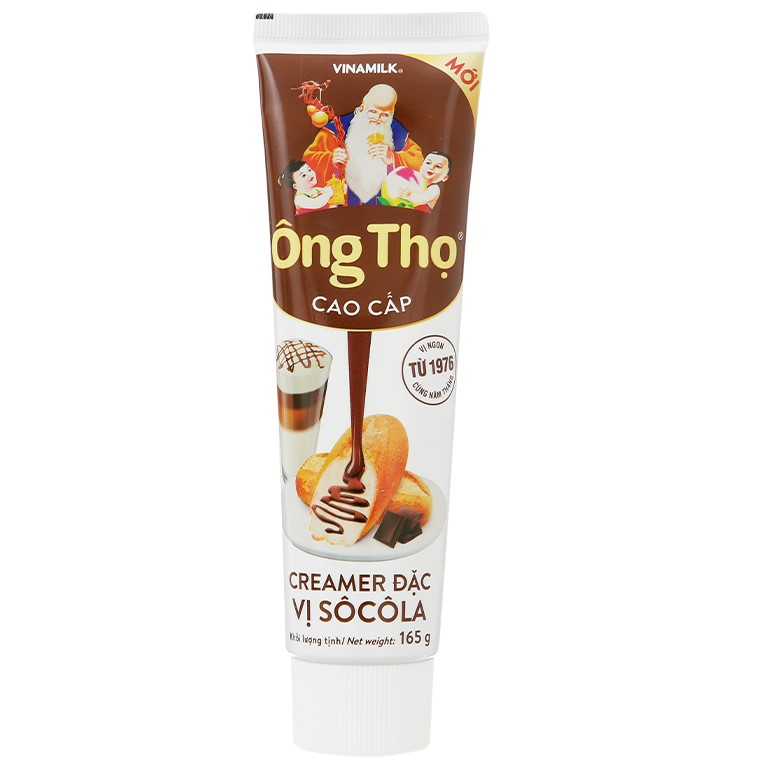 VINAMILK®
MỚI
Ông Thọ®
CAO CẤP
VỊ NGON
TỪ 1976
CÙNG NĂM THÁNG
CREAMER ĐẶC
VỊ SÔCÔLA
Khối lượng tịnh/ Net weight: 165 g